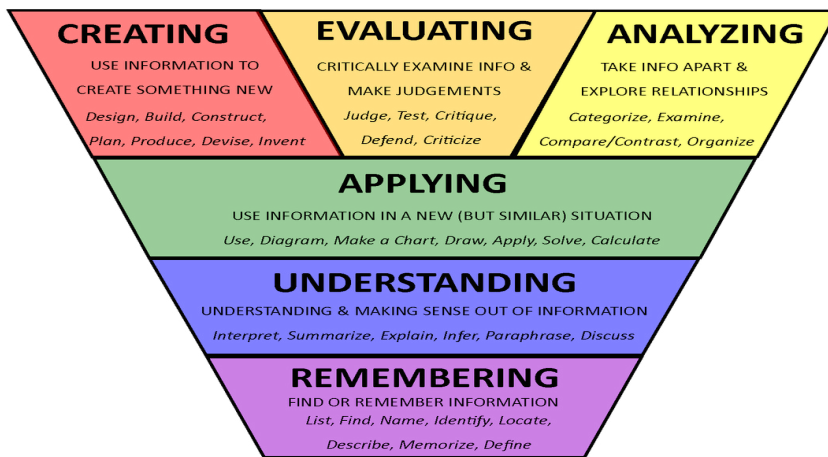 CREATING
USE INFORMATION TO
CREATE SOMETHING NEW
Design, Build, Construct,
Plan, Produce, Devise, Invent
EVALUATING
CRITICALLY EXAMINE INFO &
MAKE JUDGEMENTS
Judge, Test, Critique,
Defend, Criticize
ANALYZING
TAKE INFO APART &
EXPLORE RELATIONSHIPS
Categorize, Examine,
Compare/Contrast, Organize
APPLYING
USE INFORMATION IN A NEW (BUT SIMILAR) SITUATION
Use, Diagram, Make a Chart, Draw, Apply, Solve, Calculate
UNDERSTANDING
UNDERSTANDING & MAKING SENSE OUT OF INFORMATION
Interpret, Summarize, Explain, Infer, Paraphrase, Discuss
REMEMBERING
FIND OR REMEMBER INFORMATION
List, Find, Name, Identify, Locate,
Describe, Memorize, Define